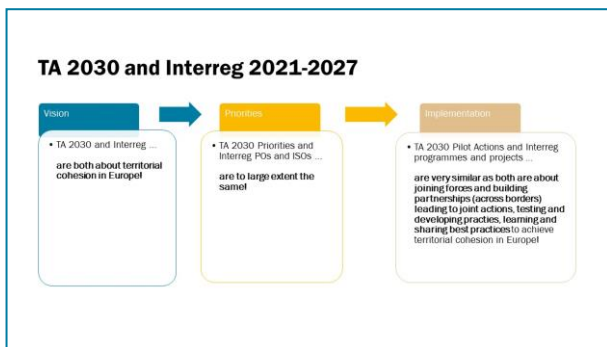 TA 2030 and Interreg 2021-2027
Vision
• TA 2030 and Interreg ...
are both about territorial
cohesion in Europe!
Priorities
• TA 2030 Priorities and
Interreg POs and ISOs ...
are to large extent the
same!
Implementation
• TA 2030 Pilot Actions and Interreg
programmes and projects ...
are very similar as both are about
joining forces and building
partnerships (across borders)
leading to joint actions, testing and
developing practies, learning and
sharing best practices to achieve
territorial cohesion in Europe!